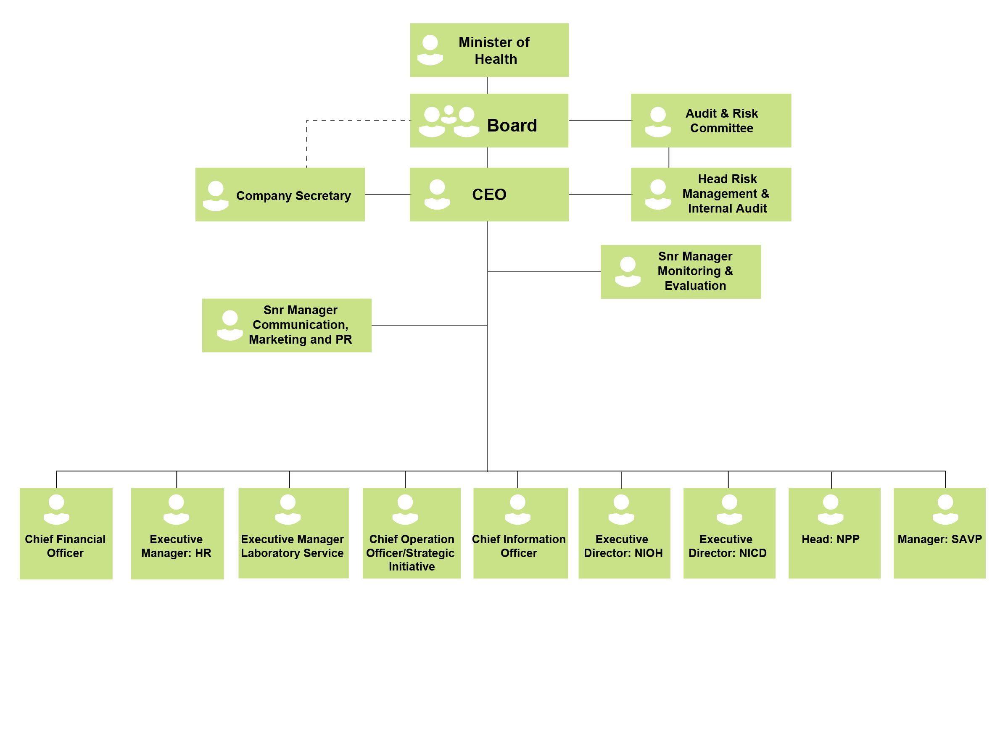 Minister of
Health
Board
Audit & Risk
Committee
Company Secretary
CEO
Head Risk
Management &
Internal Audit
Snr Manager
Monitoring &
Evaluation
Snr Manager
Communication,
Marketing and PR
Chief Financial
Officer
Executive
Manager: HR
Executive Manager
Laboratory Service
Chief Operation
Officer/Strategic
Initiative
Chief Information
Officer
Executive
Director: NIOH
Executive
Director: NICD
Head: NPP
Manager: SAVP